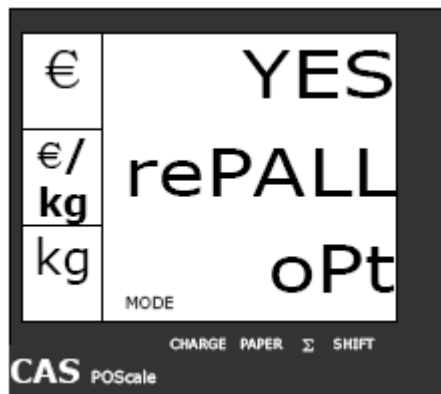 € YES
€/kg rePALL
kg oPt
MODE
CHARGE PAPER Σ SHIFT
CAS POScale